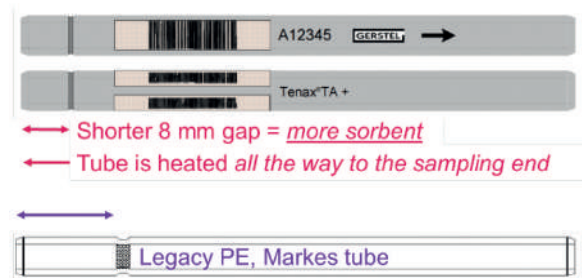 A12345 GERSTEL
Tenax®TA +
Shorter 8 mm gap = more sorbent
Tube is heated all the way to the sampling end
Legacy PE, Markes tube